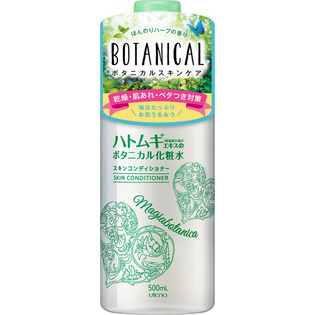 ほんのりハーブの香り
BOTANICAL
ボタニカルスキンケア
乾燥・肌あれ・ベタつき対策
毎日たっぷり
お肌うるおう
ハトムギエキスの
ボタニカル化粧水
スキンコンディショナー
SKIN CONDITIONER
Magiabotanica
500mL
utena